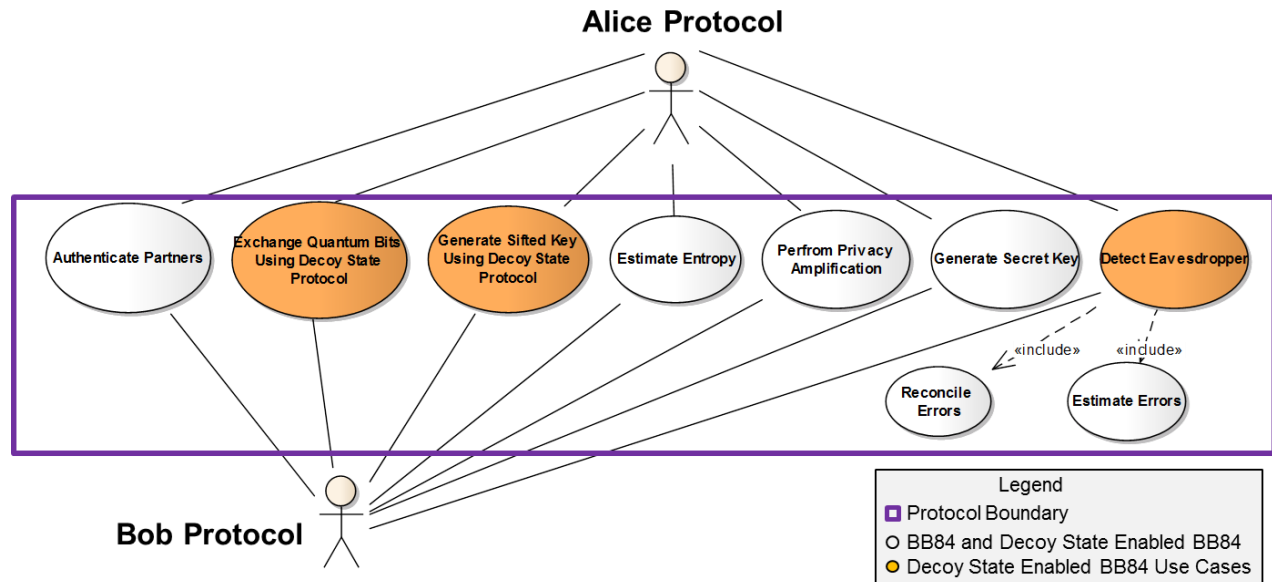 Alice Protocol
Authenticate Partners
Exchange Quantum Bits
Using Decoy State
Protocol
Generate Sifted Key
Using Decoy State
Protocol
Estimate Entropy
Perfrom Privacy
Amplification
Generate Secret Key
Detect Eavesdropper
«include»
«include»
Reconcile
Errors
Estimate Errors
Bob Protocol
Legend
Protocol Boundary
BB84 and Decoy State Enabled BB84
Decoy State Enabled BB84 Use Cases